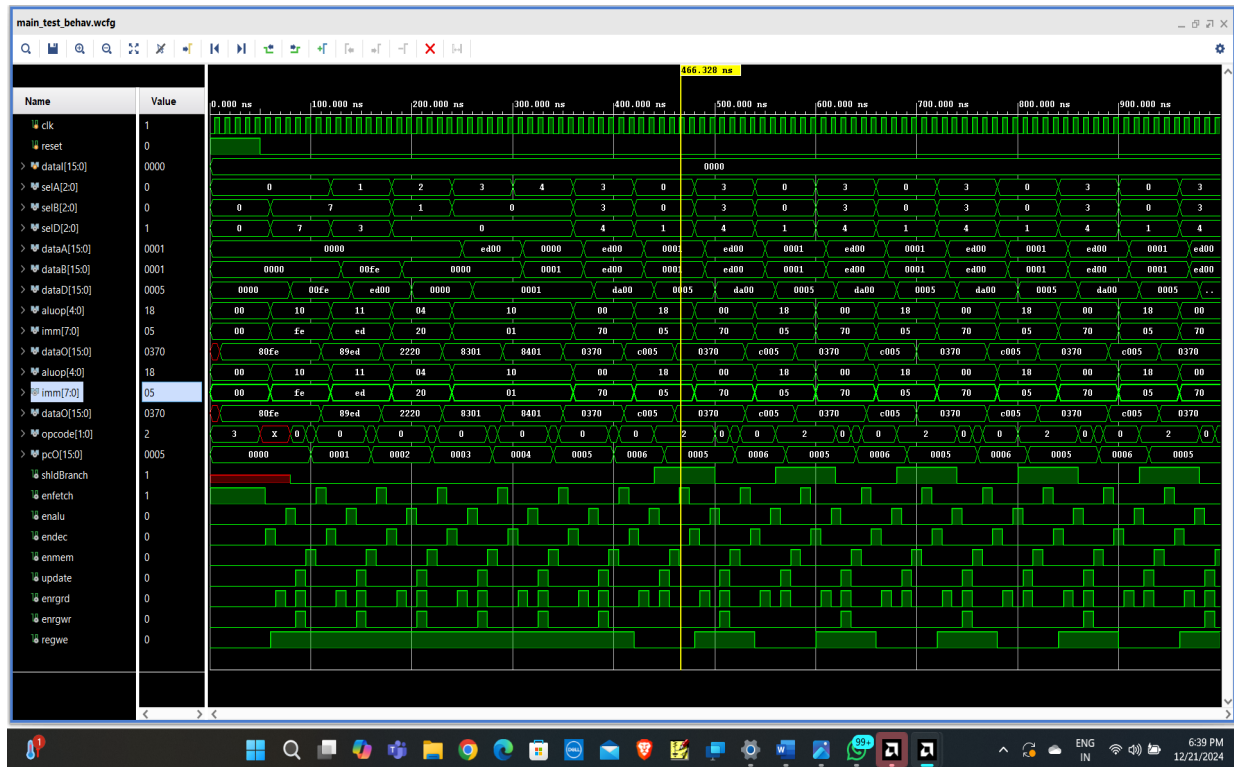 main_test_behav.wcfg
466.328 ns
Name Value
0.000 ns 100.000 ns 200.000 ns 300.000 ns 400.000 ns 500.000 ns 600.000 ns 700.000 ns 800.000 ns 900.000 ns
clk 1
reset 0
dataI[15:0] 0000 0000
selA[2:0] 0 0 1 2 3 4 3 0 3 0 3 0 3 0 3 0 3
selB[2:0] 0 0 7 1 0 3 0 3 0 3 0 3 0 3 0 3
selD[2:0] 1 0 7 3 0 4 1 4 1 4 1 4 1 4 1 4
dataA[15:0] 0001 0000 ed00 0000 ed00 0001 ed00 0001 ed00 0001 ed00 0001 ed00 0001 ed00
dataB[15:0] 0001 0000 00fe 0000 0001 ed00 0001 ed00 0001 ed00 0001 ed00 0001 ed00 0001 ed00
dataD[15:0] 0005 0000 00fe ed00 0000 0001 da00 0005 da00 0005 da00 0005 da00 0005 da00 0005 ..
aluop[4:0] 18 00 10 11 04 10 00 18 00 18 00 18 00 18 00 18 00
imm[7:0] 05 00 fe ed 20 01 70 05 70 05 70 05 70 05 70 05 70
dataO[15:0] 0370 80fe 89ed 2220 8301 8401 0370 c005 0370 c005 0370 c005 0370 c005 0370 c005 0370
aluop[4:0] 18 00 10 11 04 10 00 18 00 18 00 18 00 18 00 18 00
imm[7:0] 05 00 fe ed 20 01 70 05 70 05 70 05 70 05 70 05 70
dataO[15:0] 0370 80fe 89ed 2220 8301 8401 0370 c005 0370 c005 0370 c005 0370 c005 0370 c005 0370
opcode[1:0] 2 3 X 0 0 0 0 0 0 2 0 0 2 0 0 2 0 0 2 0 0 2 0
pcO[15:0] 0005 0000 0001 0002 0003 0004 0005 0006 0005 0006 0005 0006 0005 0006 0005 0006 0005
shldBranch 1
enfetch 1
enalu 0
endec 0
enmem 0
update 0
enrgrd 0
enrgwr 0
regwe 0
1
DELL
99+
ENG
IN
6:39 PM
12/21/2024